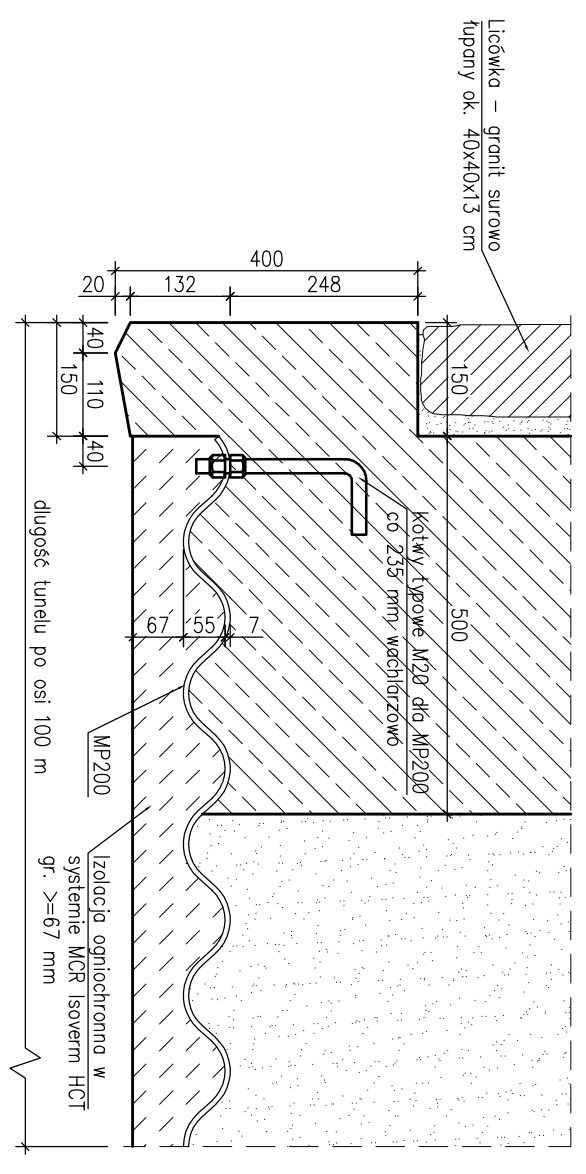 Licówka – granit surowo
łupany ok. 40x40x13 cm
400
20
132
248
40
110
40
150
150
500
Kotwy typowe M20 dla MP200
co 235 mm wachlarzowo
67
55
7
MP200
Izolacja ogniochronna w
systemie MCR Isoverm HCT
gr. >=67 mm
długość tunelu po osi 100 m